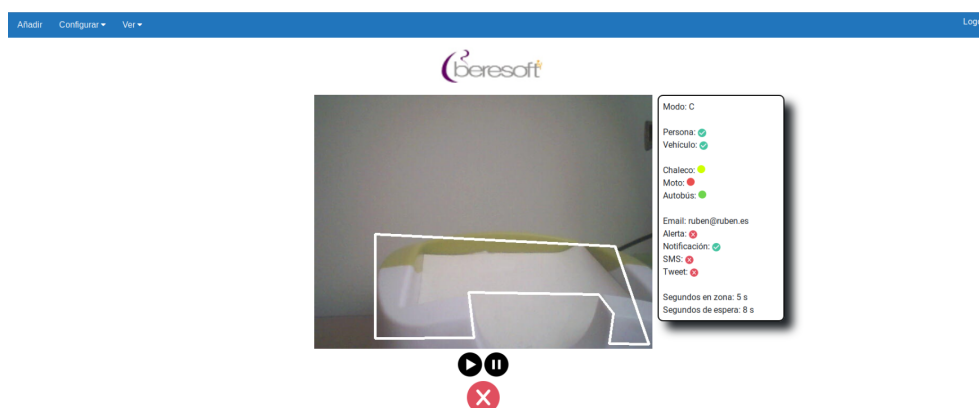 Añadir Configurar Ver
beresoft
Modo: C
Persona:
Vehículo:
Chaleco:
Moto:
Autobús:
Email: ruben@ruben.es
Alerta:
Notificación:
SMS:
Tweet:
Segundos en zona: 5 s
Segundos de espera: 8 s